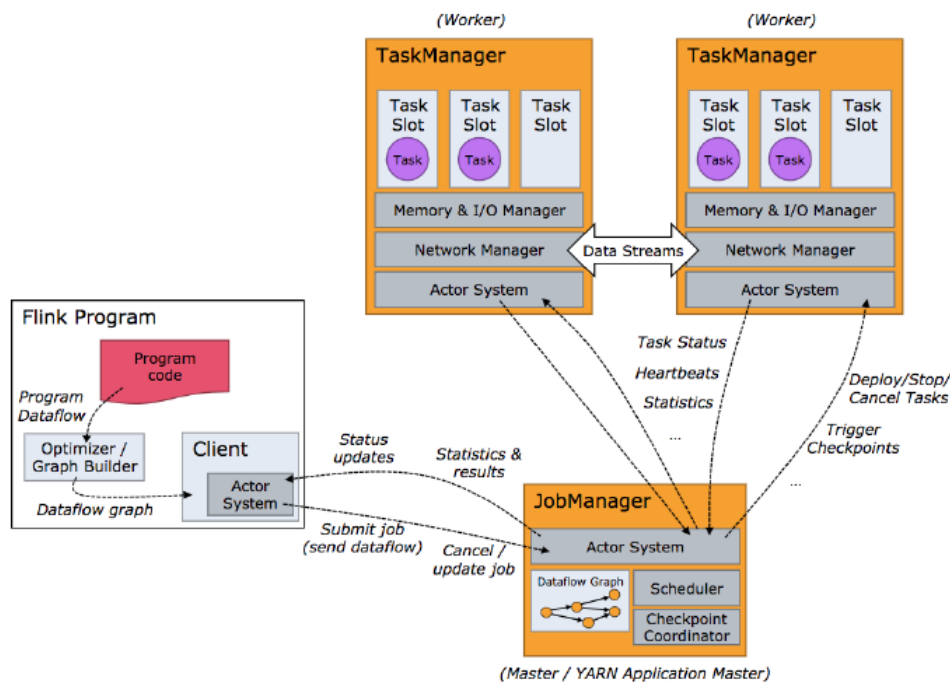 (Worker)
TaskManager
Task
Slot
Task
Task
Slot
Task
Task
Slot
Memory & I/O Manager
Network Manager
Actor System
(Worker)
TaskManager
Task
Slot
Task
Task
Slot
Task
Task
Slot
Memory & I/O Manager
Network Manager
Actor System
Data Streams
Flink Program
Program
code
Program
Dataflow
Optimizer /
Graph Builder
Dataflow graph
Client
Actor
System
Status
updates
Statistics &
results
Submit job
(send dataflow)
Cancel /
update job
Task Status
Heartbeats
Statistics
...
Deploy/Stop/
Cancel Tasks
Trigger
Checkpoints
...
JobManager
Actor System
Dataflow Graph
Scheduler
Checkpoint
Coordinator
(Master / YARN Application Master)